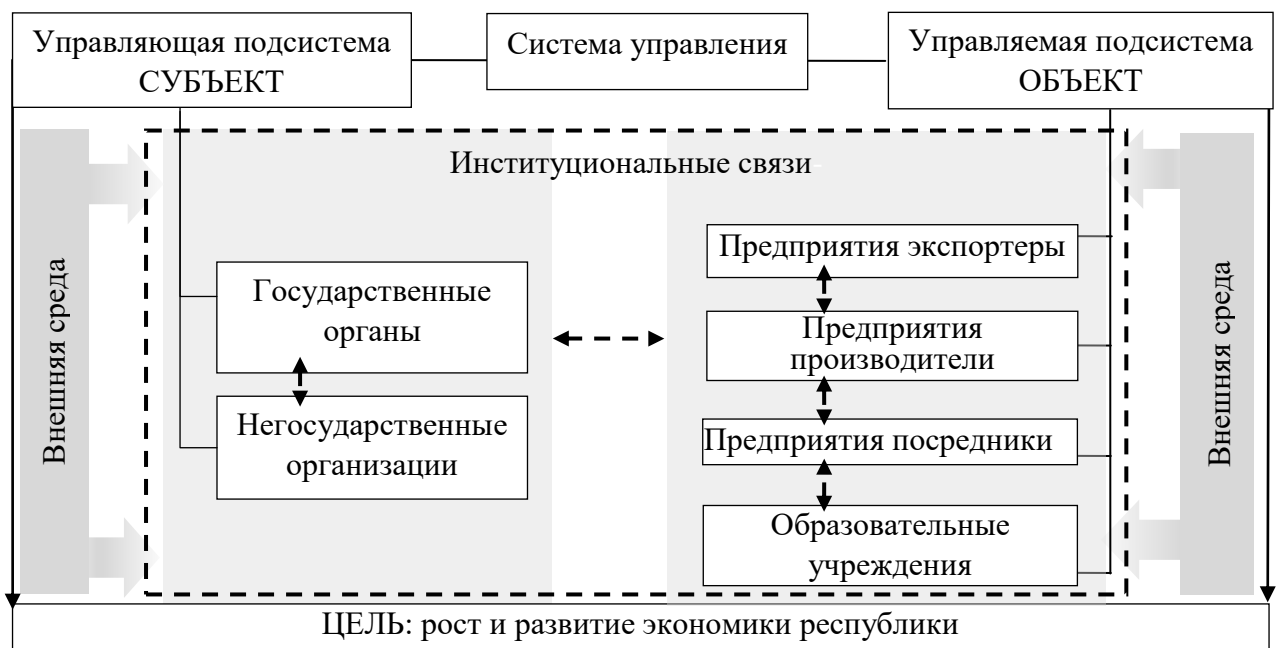 Управляющая подсистема
СУБЪЕКТ
Система управления
Управляемая подсистема
ОБЪЕКТ
Институциональные связи
Внешняя среда
Государственные
органы
Негосударственные
организации
Предприятия экспортеры
Предприятия
производители
Предприятия посредники
Образовательные
учреждения
Внешняя среда
ЦЕЛЬ: рост и развитие экономики республики